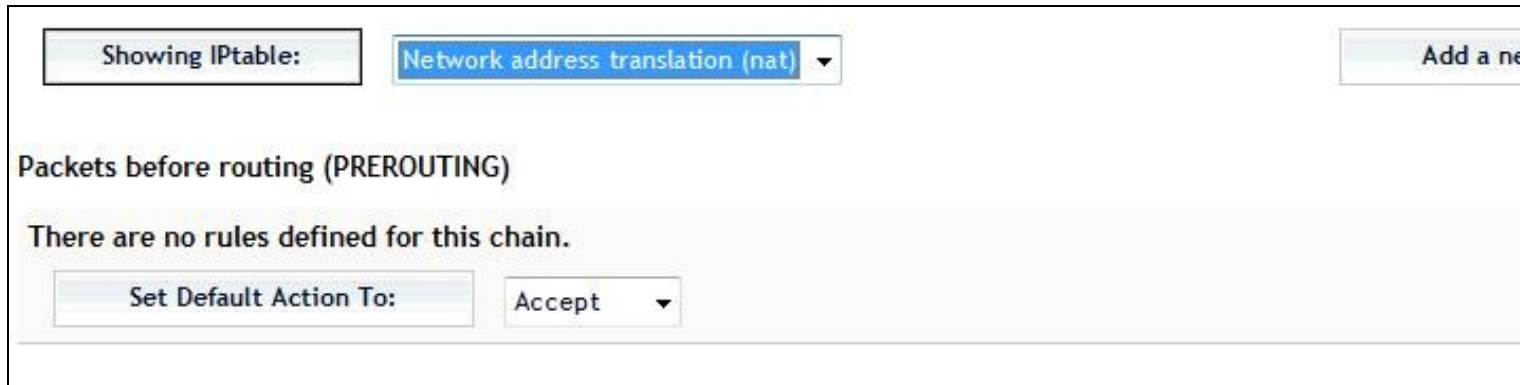 Showing IPtable: Network address translation (nat) Add a ne
Packets before routing (PREROUTING)
There are no rules defined for this chain.
Set Default Action To: Accept